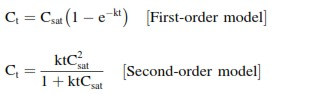 Cₜ = Cₛₐₜ (1 − e⁻ᵏᵗ) [First-order model]
Cₜ = ktC²ₛₐₜ / 1 + ktCₛₐₜ [Second-order model]